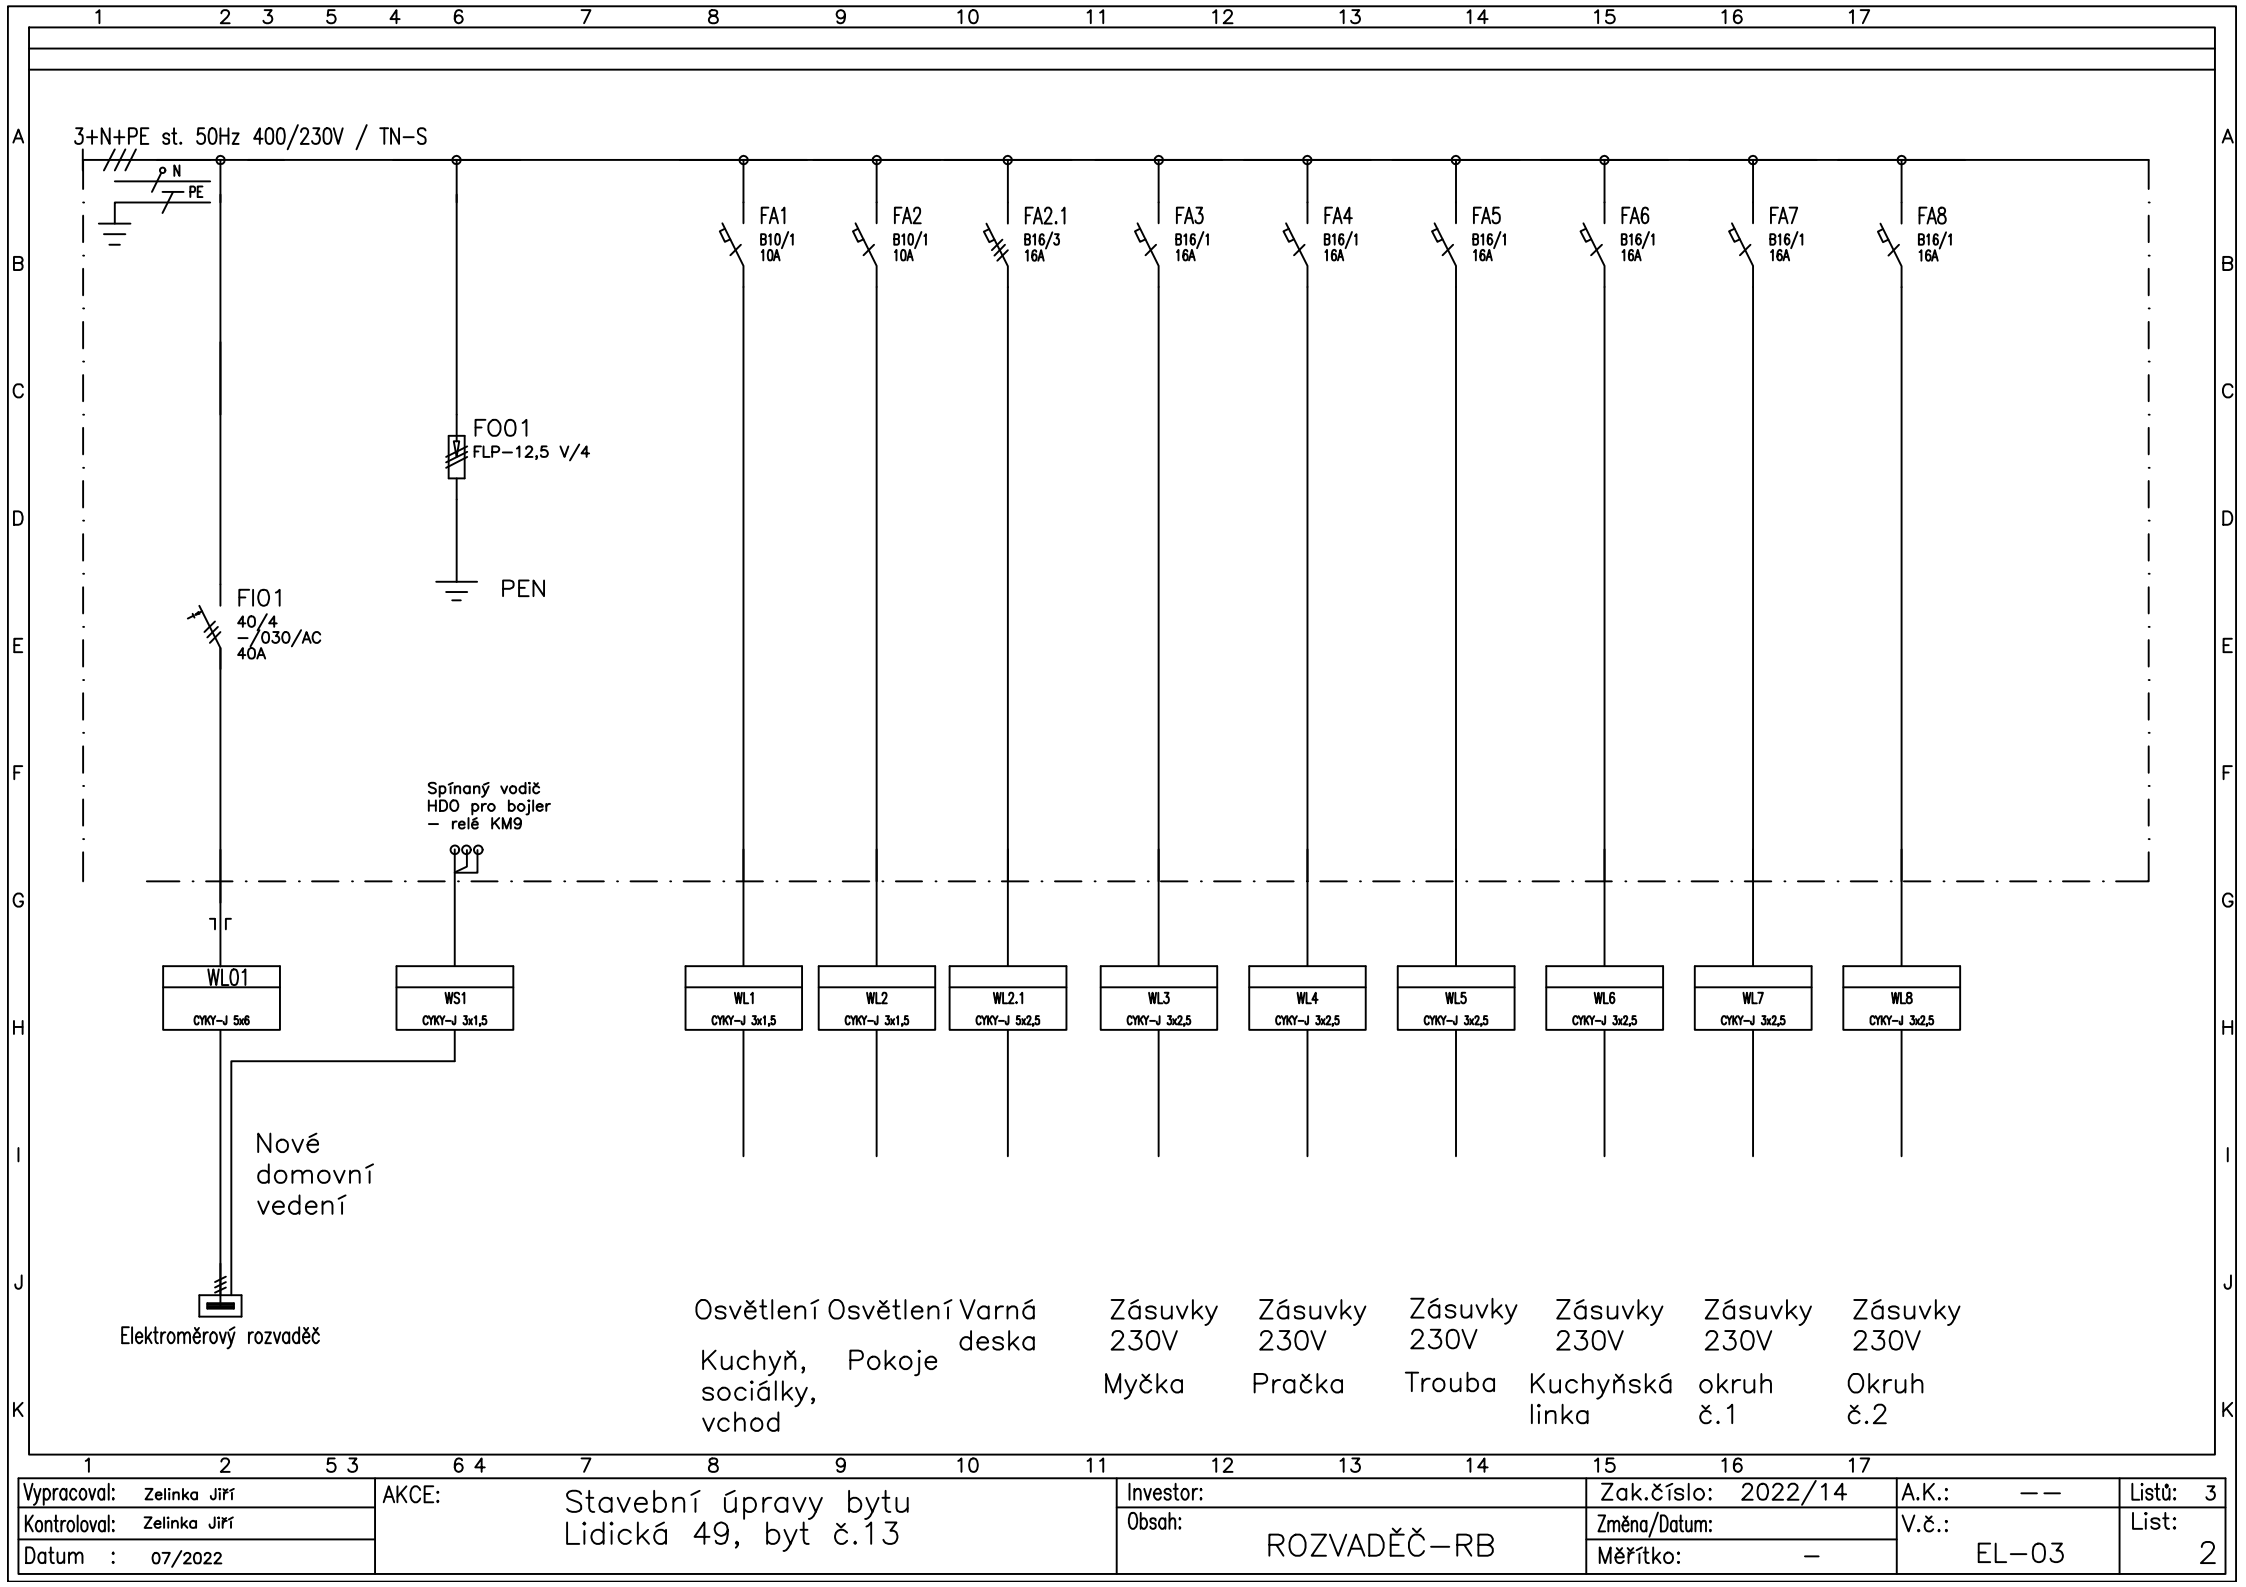 1 2 3 5 4 6 7 8 9 10 11 12 13 14 15 16 17
A 3+N+PE st. 50Hz 400/230V / TN-S A
N
PE
FA1 FA2 FA2.1 FA3 FA4 FA5 FA6 FA7 FA8
B10/1 B10/1 B16/3 B16/1 B16/1 B16/1 B16/1 B16/1 B16/1
10A 10A 16A 16A 16A 16A 16A 16A 16A
B B
C C
FO01
FLP-12,5 V/4
D D
PEN
FI01
40/4
-/030/AC
40A
E E
F F
Spínaný vodič
HDO pro bojler
- relé KM9
G G
WL01
WS1 WL1 WL2 WL2.1 WL3 WL4 WL5 WL6 WL7 WL8
CYKY-J 5x6 CYKY-J 3x1,5 CYKY-J 3x1,5 CYKY-J 3x1,5 CYKY-J 5x2,5 CYKY-J 3x2,5 CYKY-J 3x2,5 CYKY-J 3x2,5 CYKY-J 3x2,5 CYKY-J 3x2,5 CYKY-J 3x2,5
H H
Nové
domovní
vedení
I I
J J
Elektroměrový rozvaděč
Osvětlení
Kuchyň,
sociálky,
vchod
Osvětlení
Pokoje
Varná
deska
Zásuvky
230V
Myčka
Zásuvky
230V
Pračka
Zásuvky
230V
Trouba
Zásuvky
230V
Kuchyňská
linka
Zásuvky
230V
okruh
č.1
Zásuvky
230V
Okruh
č.2
K K
1 2 5 3 6 4 7 8 9 10 11 12 13 14 15 16 17
Vypracoval: Zelinka Jiří
Kontroloval: Zelinka Jiří
Datum : 07/2022
AKCE: Stavební úpravy bytu
Lidická 49, byt č.13
Investor:
Obsah:
ROZVADĚČ-RB
Zak.číslo: 2022/14
Změna/Datum:
Měřítko: -
A.K.: --
V.č.:
EL-03
Listů: 3
List:
2